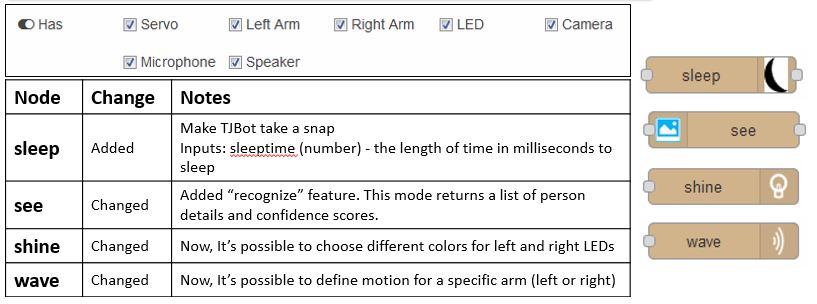 Has Servo Left Arm Right Arm LED Camera
Microphone Speaker
Node Change Notes
sleep Added Make TJBot take a snap
Inputs: sleeptime (number) - the length of time in milliseconds to
sleep
see Changed Added “recognize” feature. This mode returns a list of person
details and confidence scores.
shine Changed Now, It’s possible to choose different colors for left and right LEDs
wave Changed Now, It’s possible to define motion for a specific arm (left or right)
sleep
see
shine
wave